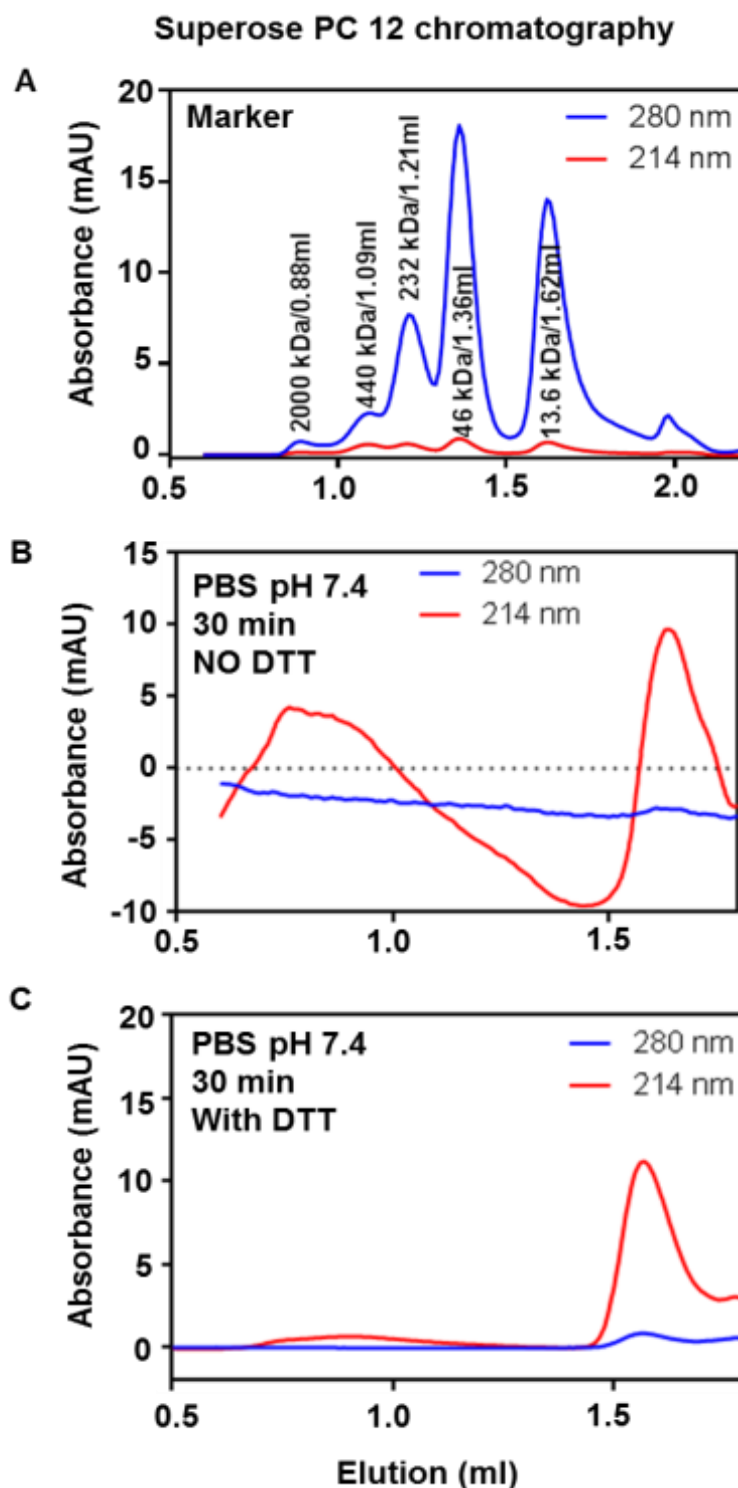 Superose PC 12 chromatography
A
Absorbance (mAU)
20
15
10
5
0
Marker
280 nm
214 nm
2000 kDa/0.88ml
440 kDa/1.09ml
232 kDa/1.21ml
46 kDa/1.36ml
13.6 kDa/1.62ml
0.5
1.0
1.5
2.0
B
Absorbance (mAU)
15
10
5
0
-5
-10
PBS pH 7.4
30 min
NO DTT
280 nm
214 nm
0.5
1.0
1.5
C
Absorbance (mAU)
20
15
10
5
0
PBS pH 7.4
30 min
With DTT
280 nm
214 nm
0.5
1.0
1.5
Elution (ml)